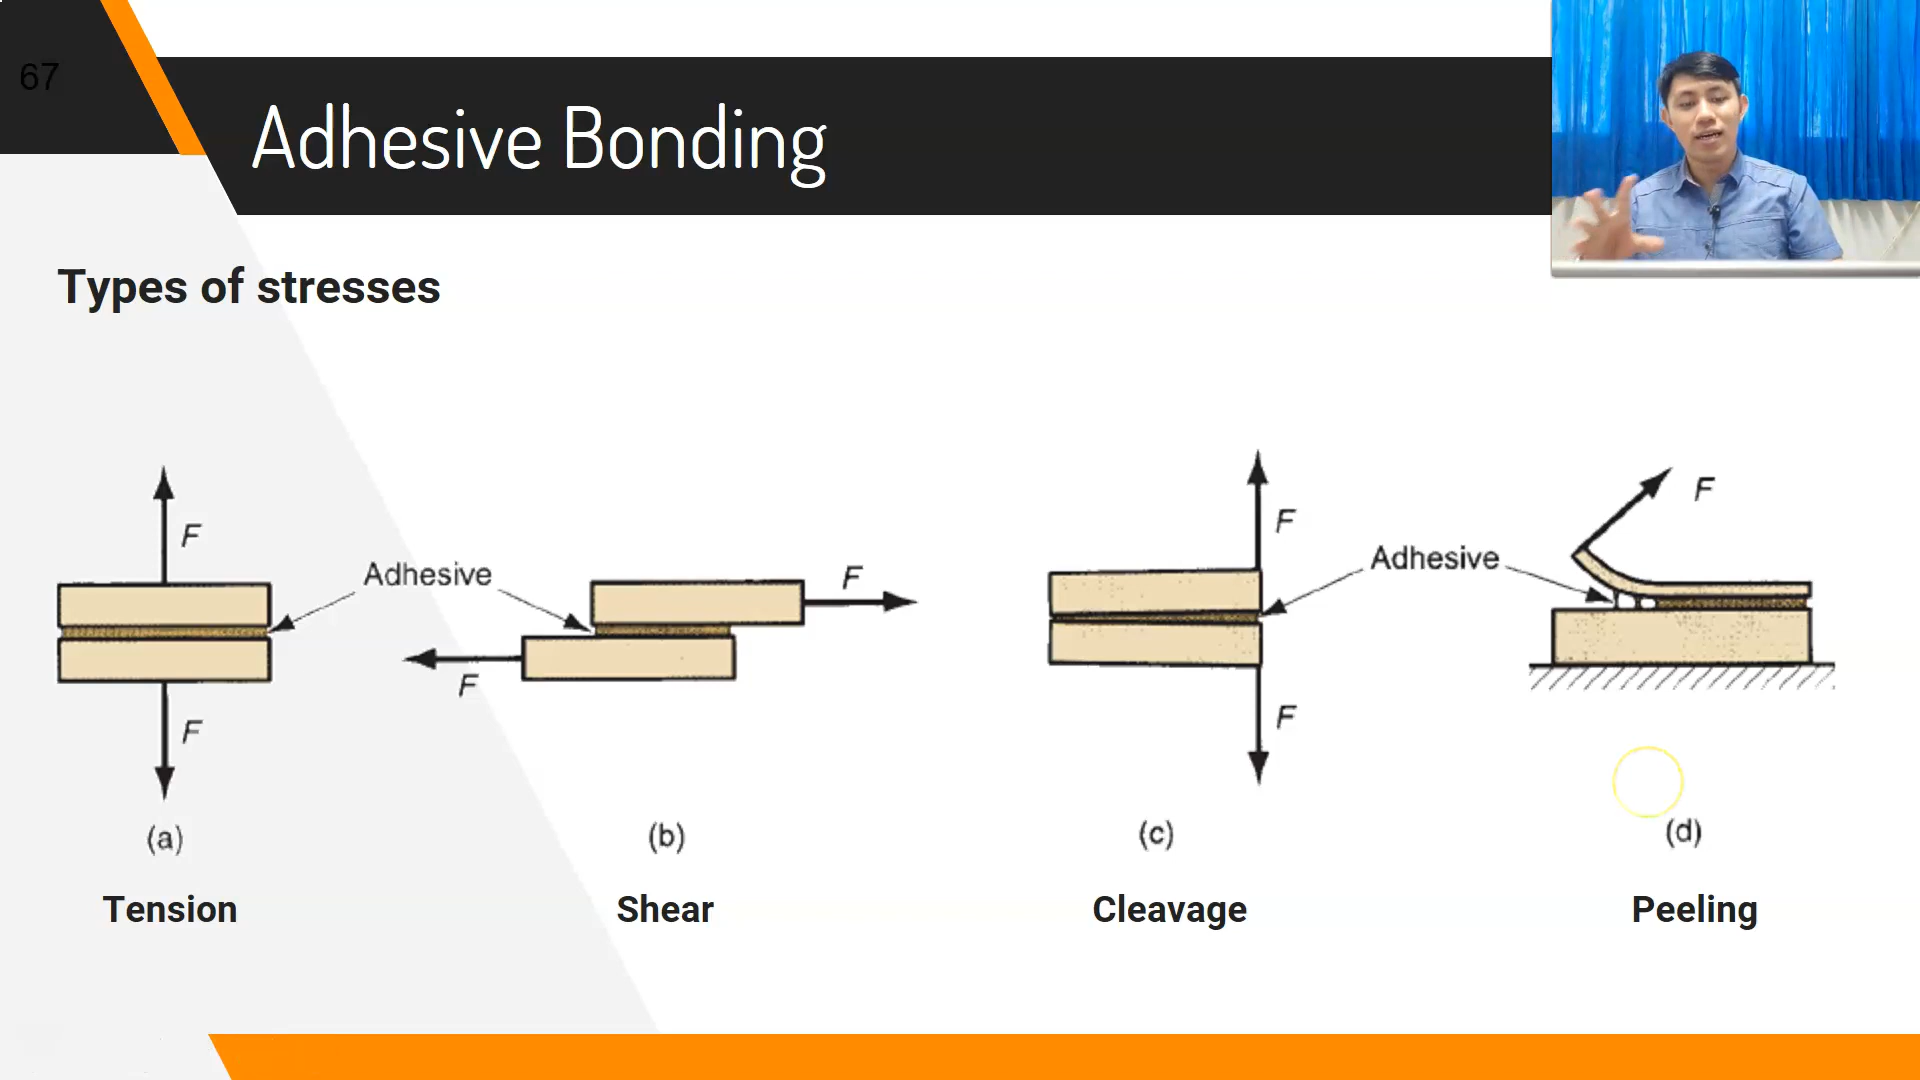 67
Adhesive Bonding
Types of stresses
F
Adhesive
F
F
F
F
Adhesive
F
F
F
(a)
(b)
(c)
(d)
Tension
Shear
Cleavage
Peeling